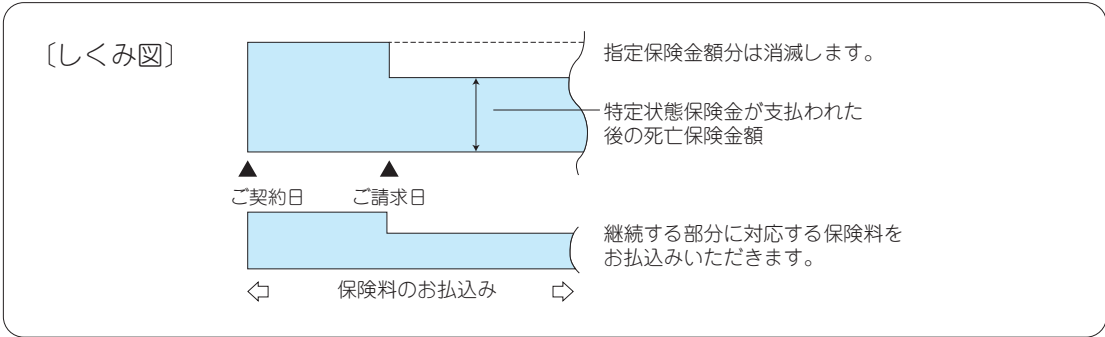 〔しくみ図〕
指定保険金額分は消滅します。
特定状態保険金が支払われた
後の死亡保険金額
ご契約日
ご請求日
継続する部分に対応する保険料を
お払込みいただきます。
保険料のお払込み